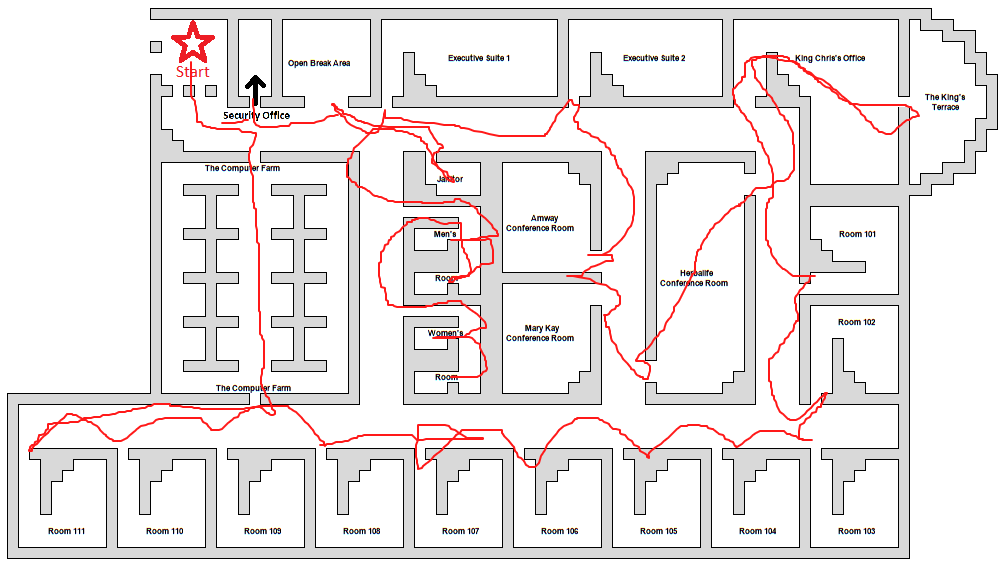 Start
Open Break Area
Executive Suite 1
Executive Suite 2
King Chris's Office
The King's
Terrace
Security Office
The Computer Farm
Janitor
Amway
Conference Room
Men's
Room
Room 101
Herbalife
Conference Room
Room 102
Mary Kay
Conference Room
Women's
Room
The Computer Farm
Room 111
Room 110
Room 109
Room 108
Room 107
Room 106
Room 105
Room 104
Room 103